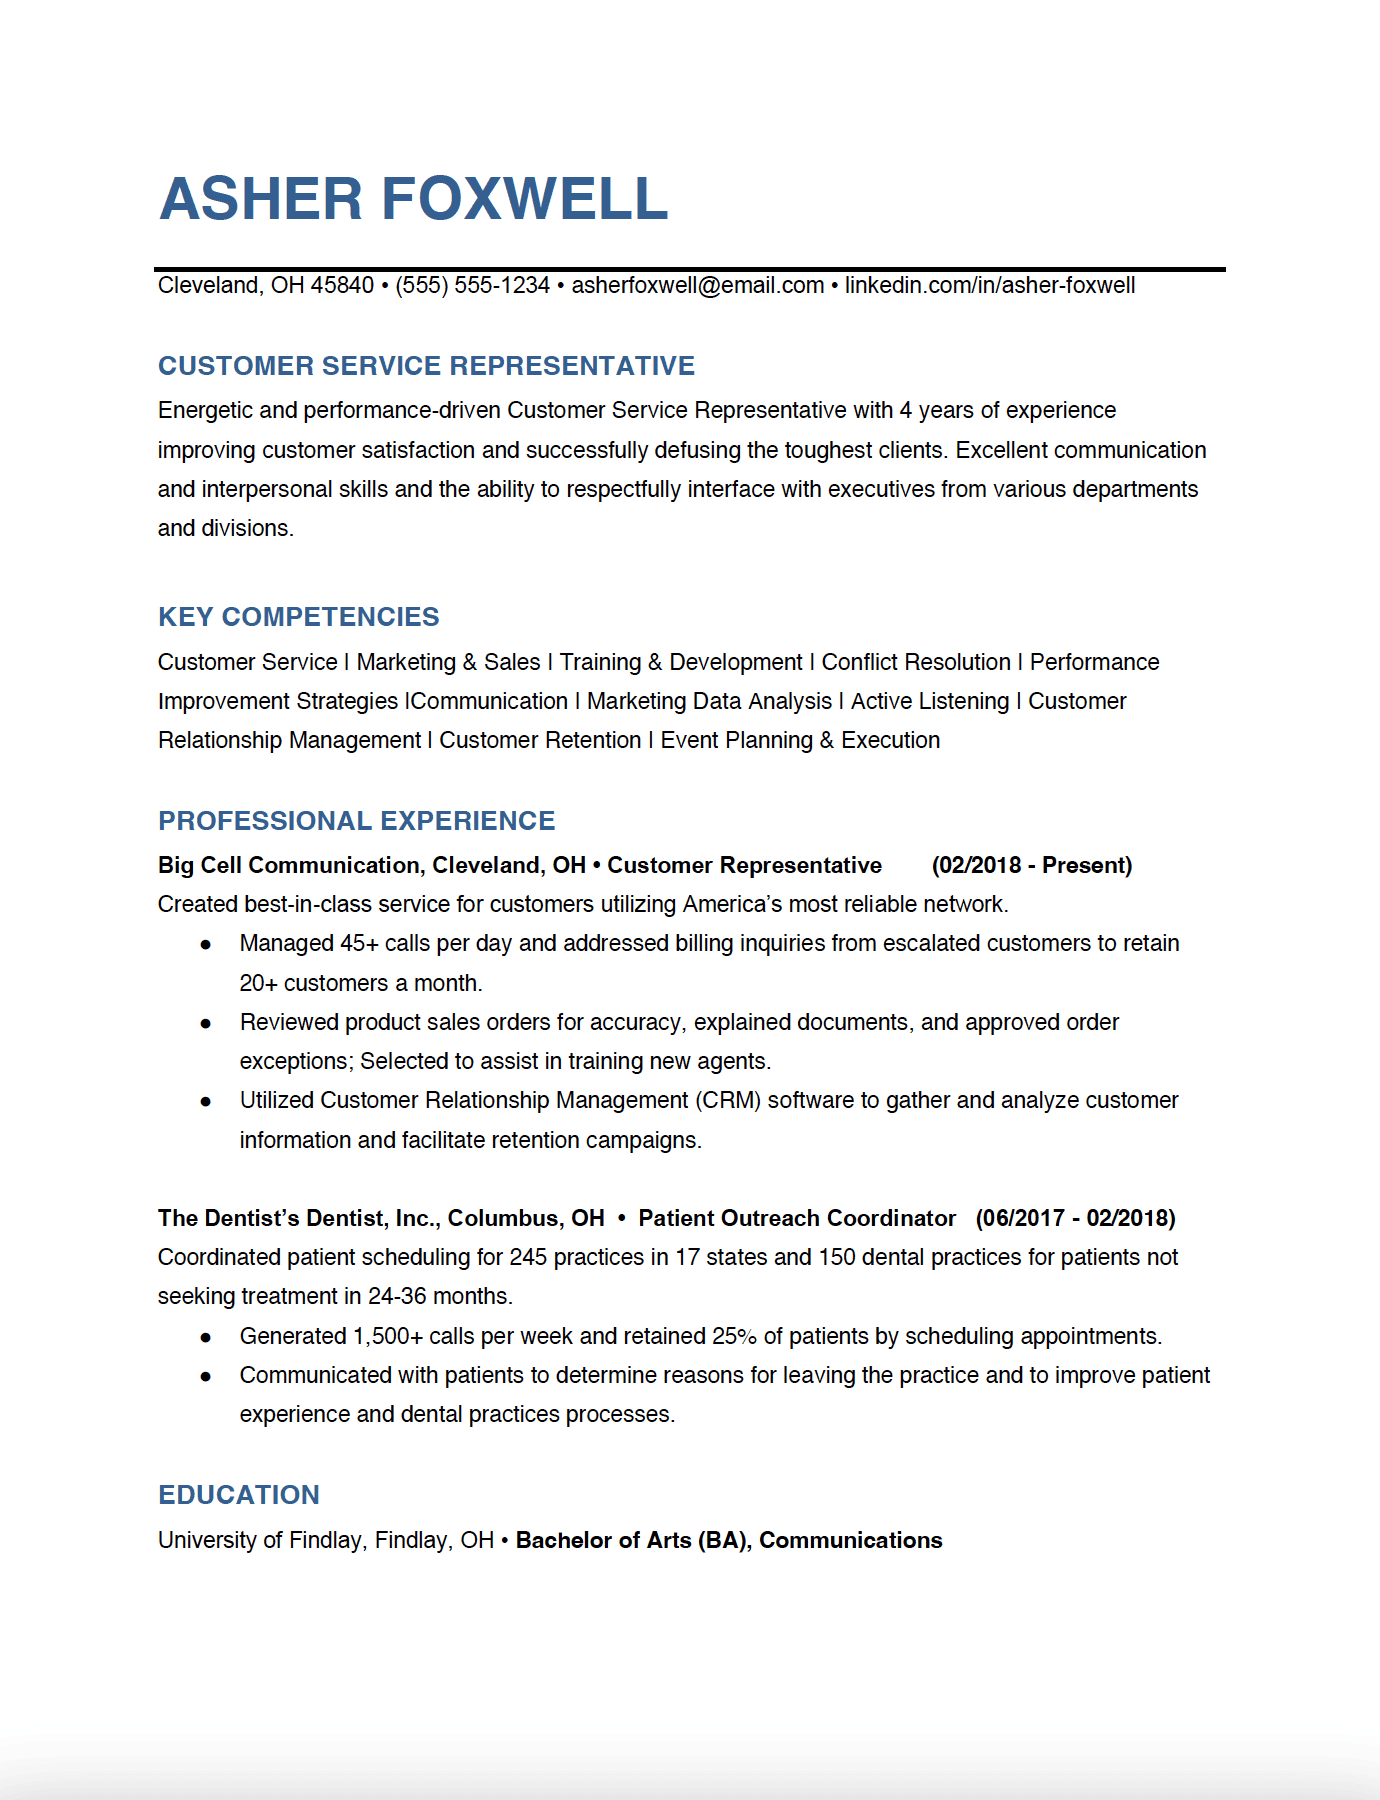 ASHER FOXWELL
Cleveland, OH 45840 • (555) 555-1234 • asherfoxwell@email.com • linkedin.com/in/asher-foxwell
CUSTOMER SERVICE REPRESENTATIVE
Energetic and performance-driven Customer Service Representative with 4 years of experience
improving customer satisfaction and successfully defusing the toughest clients. Excellent communication
and interpersonal skills and the ability to respectfully interface with executives from various departments
and divisions.
KEY COMPETENCIES
Customer Service | Marketing & Sales | Training & Development | Conflict Resolution | Performance
Improvement Strategies |Communication | Marketing Data Analysis | Active Listening | Customer
Relationship Management | Customer Retention | Event Planning & Execution
PROFESSIONAL EXPERIENCE
Big Cell Communication, Cleveland, OH • Customer Representative (02/2018 - Present)
Created best-in-class service for customers utilizing America’s most reliable network.
● Managed 45+ calls per day and addressed billing inquiries from escalated customers to retain
20+ customers a month.
● Reviewed product sales orders for accuracy, explained documents, and approved order
exceptions; Selected to assist in training new agents.
● Utilized Customer Relationship Management (CRM) software to gather and analyze customer
information and facilitate retention campaigns.
The Dentist’s Dentist, Inc., Columbus, OH • Patient Outreach Coordinator (06/2017 - 02/2018)
Coordinated patient scheduling for 245 practices in 17 states and 150 dental practices for patients not
seeking treatment in 24-36 months.
● Generated 1,500+ calls per week and retained 25% of patients by scheduling appointments.
● Communicated with patients to determine reasons for leaving the practice and to improve patient
experience and dental practices processes.
EDUCATION
University of Findlay, Findlay, OH • Bachelor of Arts (BA), Communications